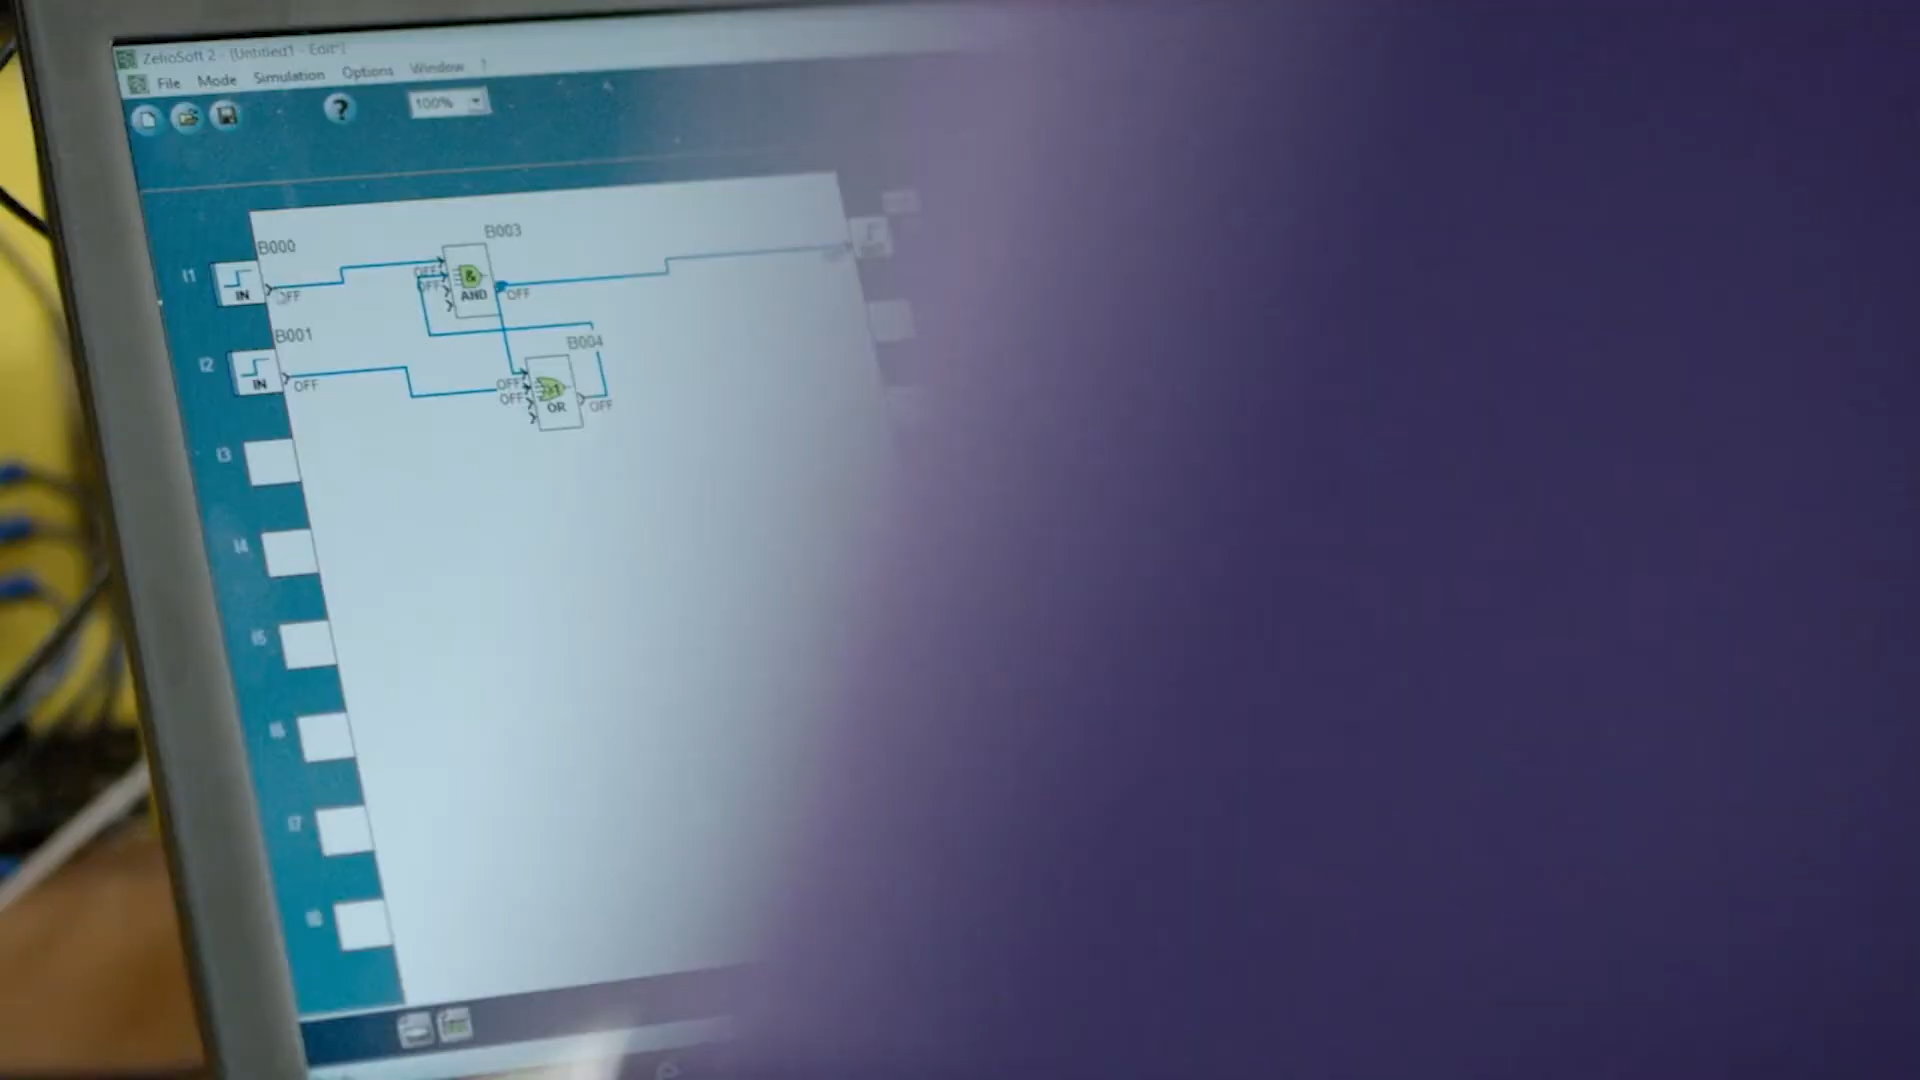 ZelioSoft 2 - [Untitled1 - Edit*]
File Mode Simulation Options Window ?
? 100%
B003
B000
I1 IN OFF OFF OFF & AND OFF
B001
B004
I2 IN OFF OFF OFF OR OFF
I3
I4
I5
I6
I7
I8